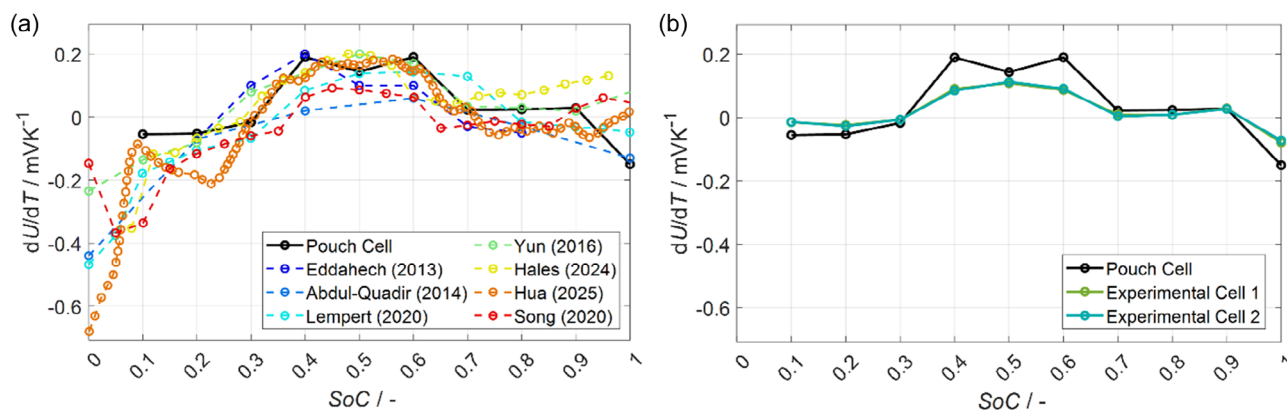 (a)
0.2
0
-0.2
-0.4
-0.6
dU/dT / mVK⁻¹
Pouch Cell
Eddahech (2013)
Abdul-Quadir (2014)
Lempert (2020)
Yun (2016)
Hales (2024)
Hua (2025)
Song (2020)
0 0.1 0.2 0.3 0.4 0.5 0.6 0.7 0.8 0.9 1
SoC / -
(b)
0.2
0
-0.2
-0.4
-0.6
dU/dT / mVK⁻¹
Pouch Cell
Experimental Cell 1
Experimental Cell 2
0 0.1 0.2 0.3 0.4 0.5 0.6 0.7 0.8 0.9 1
SoC / -